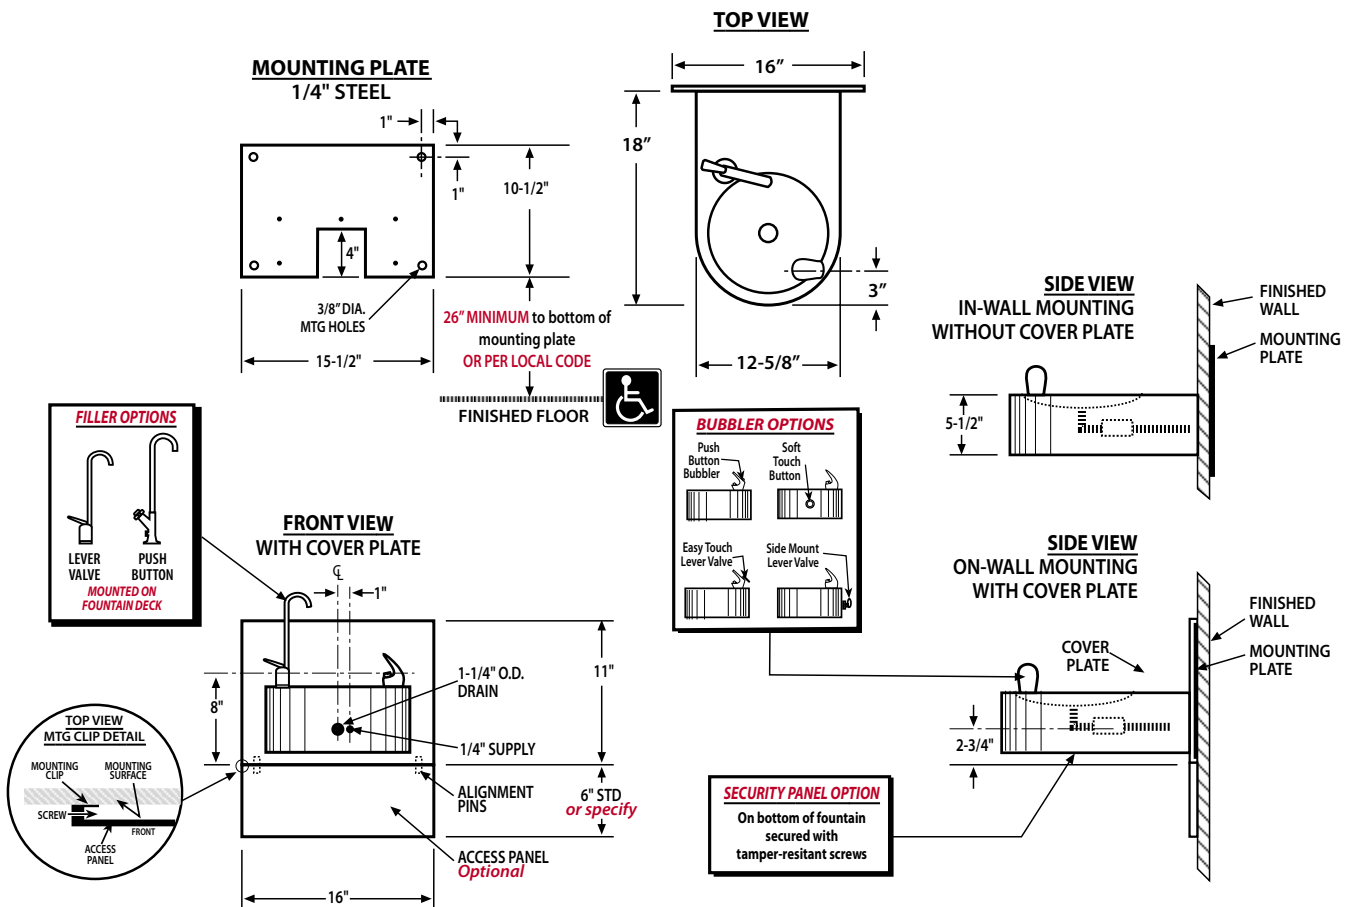 TOP VIEW
16”
18”
3”
12-5/8”
MOUNTING PLATE
1/4" STEEL
1"
1"
10-1/2"
4"
3/8” DIA.
MTG HOLES
15-1/2"
26” MINIMUM to bottom of
mounting plate
OR PER LOCAL CODE
FINISHED FLOOR
SIDE VIEW
IN-WALL MOUNTING
WITHOUT COVER PLATE
FINISHED
WALL
MOUNTING
PLATE
5-1/2"
FILLER OPTIONS
LEVER
VALVE
PUSH
BUTTON
MOUNTED ON
FOUNTAIN DECK
FRONT VIEW
WITH COVER PLATE
CL
1"
11"
8"
1-1/4" O.D.
DRAIN
1/4" SUPPLY
ALIGNMENT
PINS
6" STD
or specify
ACCESS PANEL
Optional
16"
TOP VIEW
MTG CLIP DETAIL
MOUNTING
CLIP
MOUNTING
SURFACE
SCREW
FRONT
ACCESS
PANEL
BUBBLER OPTIONS
Push
Button
Bubbler
Soft
Touch
Button
Easy Touch
Lever Valve
Side Mount
Lever Valve
SIDE VIEW
ON-WALL MOUNTING
WITH COVER PLATE
FINISHED
WALL
MOUNTING
PLATE
COVER
PLATE
2-3/4"
SECURITY PANEL OPTION
On bottom of fountain
secured with
tamper-resitant screws